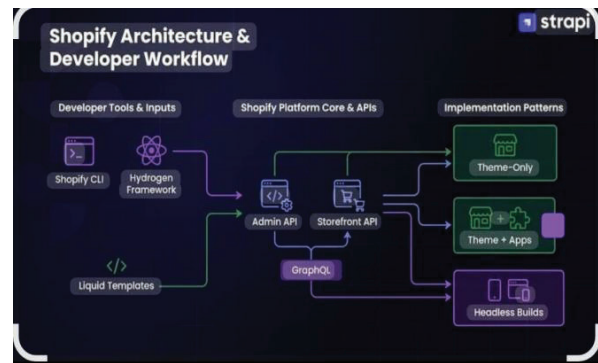 strapi
Shopify Architecture &
Developer Workflow
Developer Tools & Inputs
Shopify Platform Core & APIs
Implementation Patterns
Shopify CLI
Hydrogen
Framework
Liquid Templates
Admin API
Storefront API
GraphQL
Theme-Only
Theme + Apps
Headless Builds